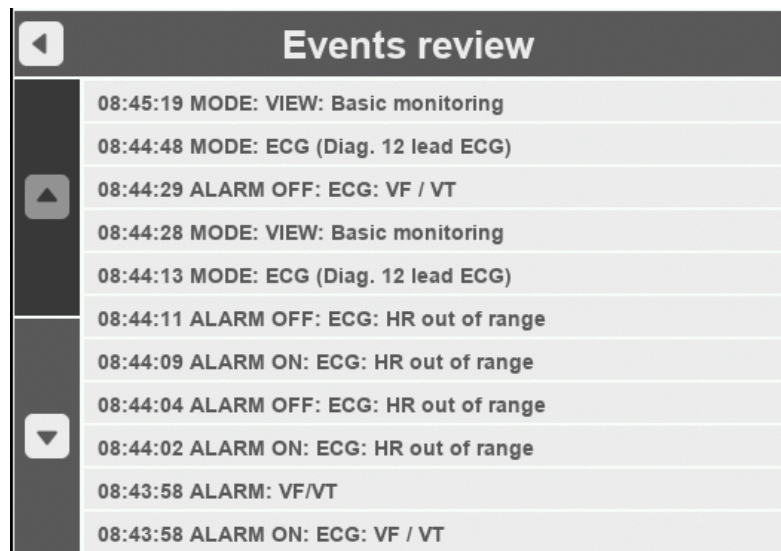 Events review
08:45:19 MODE: VIEW: Basic monitoring
08:44:48 MODE: ECG (Diag. 12 lead ECG)
08:44:29 ALARM OFF: ECG: VF / VT
08:44:28 MODE: VIEW: Basic monitoring
08:44:13 MODE: ECG (Diag. 12 lead ECG)
08:44:11 ALARM OFF: ECG: HR out of range
08:44:09 ALARM ON: ECG: HR out of range
08:44:04 ALARM OFF: ECG: HR out of range
08:44:02 ALARM ON: ECG: HR out of range
08:43:58 ALARM: VF/VT
08:43:58 ALARM ON: ECG: VF / VT